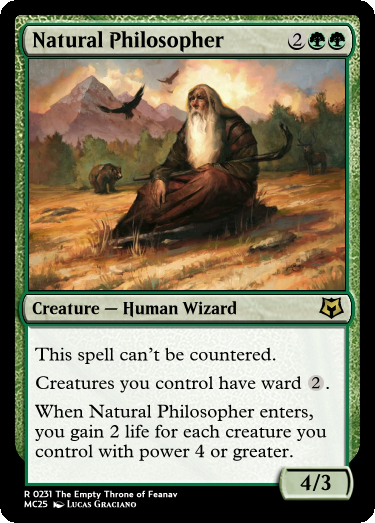 Natural Philosopher 2
Creature — Human Wizard
This spell can't be countered.
Creatures you control have ward 2.
When Natural Philosopher enters,
you gain 2 life for each creature you
control with power 4 or greater.
4/3
R 0231 The Empty Throne of Feanav
MC25 Lucas Graciano